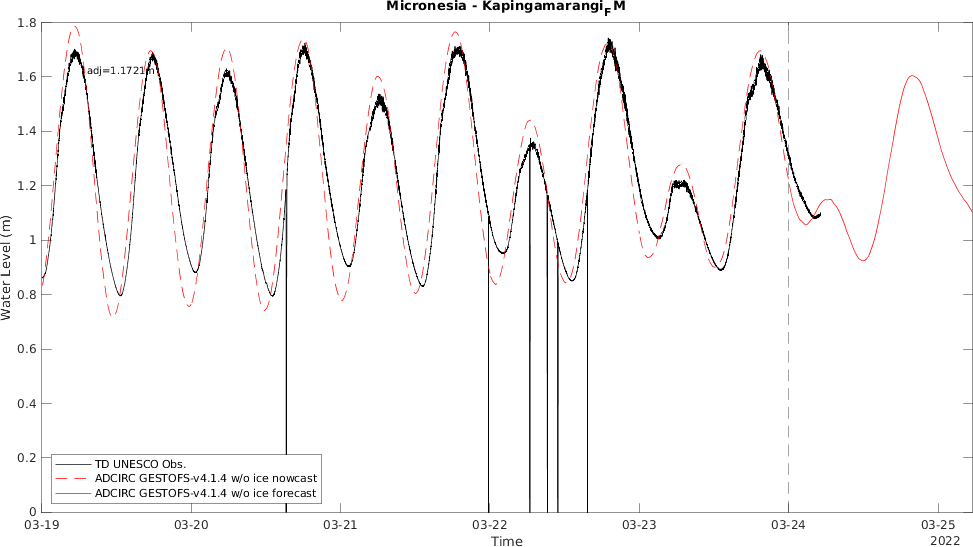 Micronesia - Kapingamarangi_FM
1.8
1.6
1.4
1.2
1
0.8
0.6
0.4
0.2
0
Water Level (m)
adj=1.1721m
TD UNESCO Obs.
ADCIRC GESTOFS-v4.1.4 w/o ice nowcast
ADCIRC GESTOFS-v4.1.4 w/o ice forecast
03-19 03-20 03-21 03-22 03-23 03-24 03-25
Time
2022